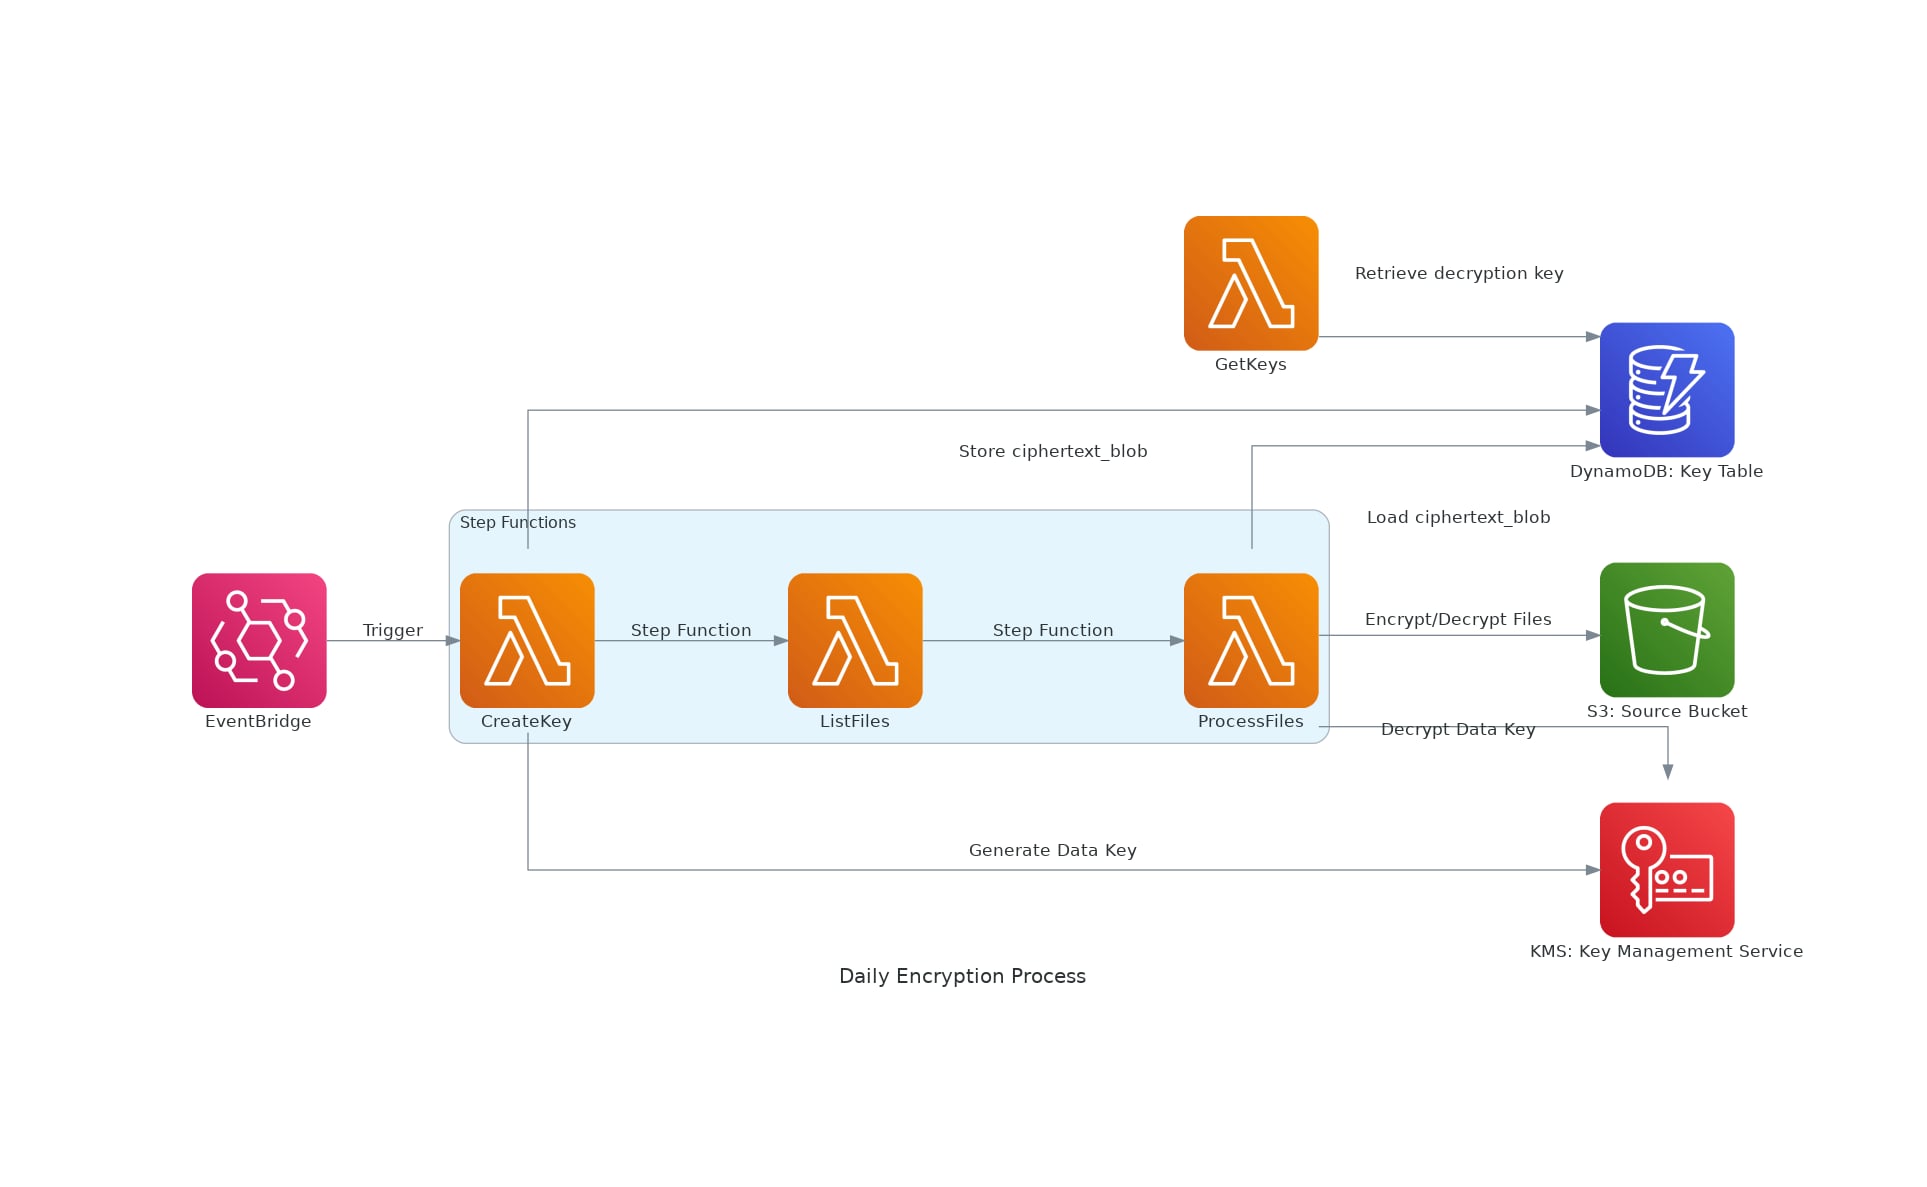 Retrieve decryption key
GetKeys
Store ciphertext_blob
DynamoDB: Key Table
Step Functions
Load ciphertext_blob
Trigger
Step Function
Step Function
Encrypt/Decrypt Files
EventBridge
CreateKey
ListFiles
ProcessFiles
S3: Source Bucket
Decrypt Data Key
Generate Data Key
KMS: Key Management Service
Daily Encryption Process